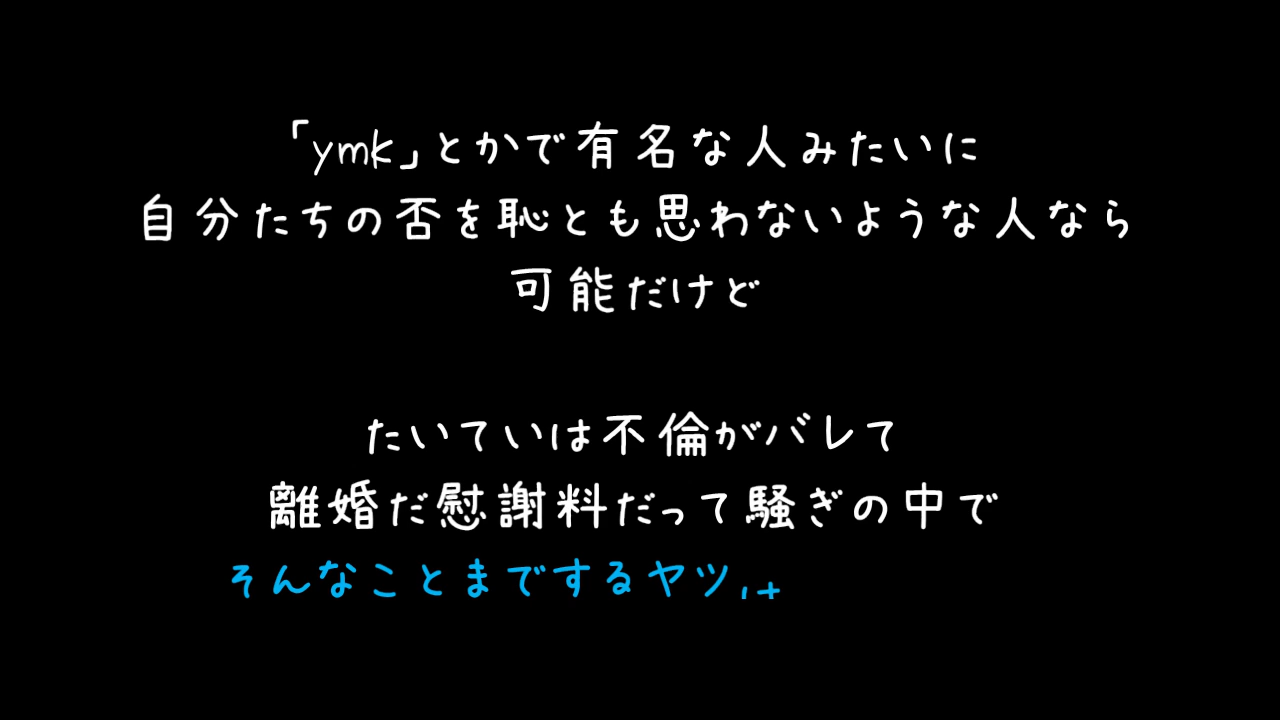 「ymk」とかで有名な人みたいに
自分たちの否を恥とも思わないような人なら
可能だけど
たいていは不倫がバレて
離婚だ慰謝料だって騒ぎの中で
そんなことまでするヤツ